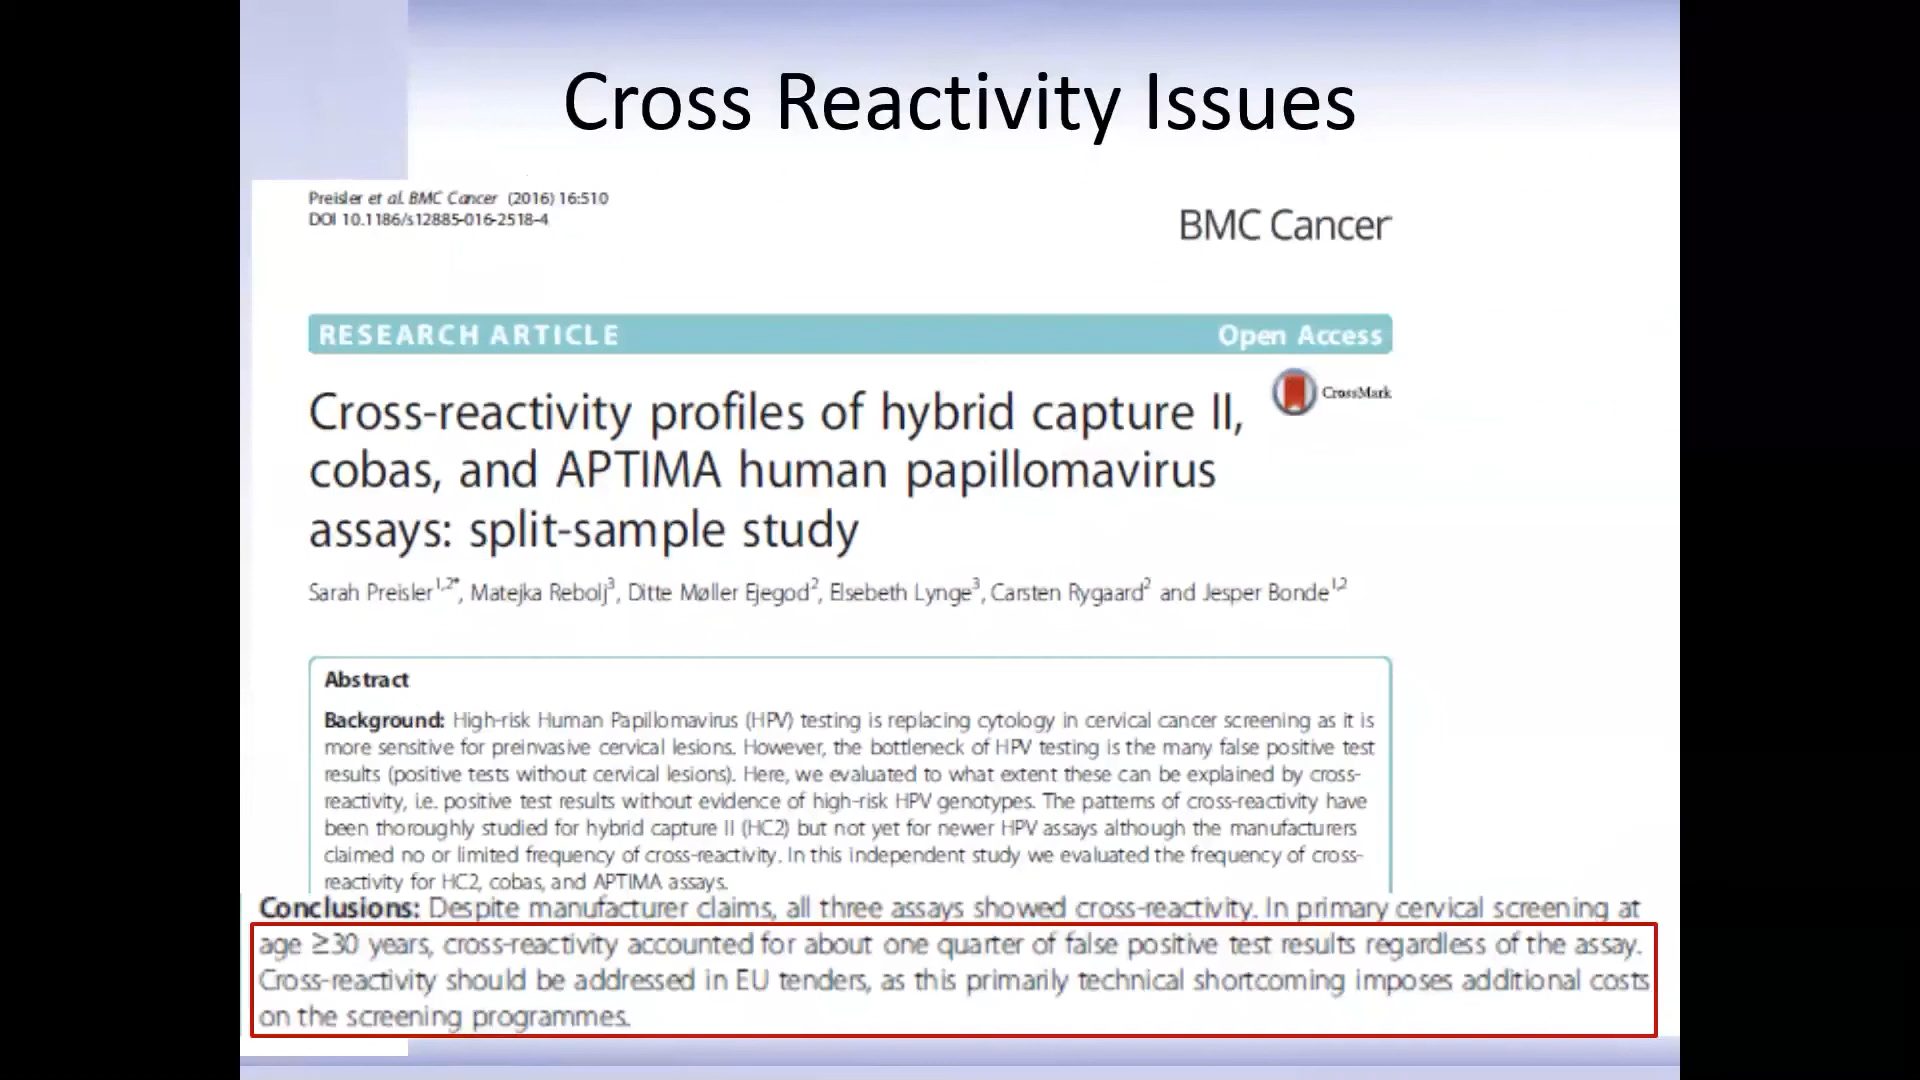 Cross Reactivity Issues
Preisler et al. BMC Cancer (2016) 16:510
DOI 10.1186/s12885-016-2518-4
BMC Cancer
RESEARCH ARTICLE
Open Access
Cross-reactivity profiles of hybrid capture II,
cobas, and APTIMA human papillomavirus
assays: split-sample study
CrossMark
Sarah Preisler1,2*, Matejka Rebolj3, Ditte Møller Ejegod2, Elsebeth Lynge3, Carsten Rygaard2 and Jesper Bonde1,2
Abstract
Background: High-risk Human Papillomavirus (HPV) testing is replacing cytology in cervical cancer screening as it is
more sensitive for preinvasive cervical lesions. However, the bottleneck of HPV testing is the many false positive test
results (positive tests without cervical lesions). Here, we evaluated to what extent these can be explained by cross-
reactivity, i.e. positive test results without evidence of high-risk HPV genotypes. The patterns of cross-reactivity have
been thoroughly studied for hybrid capture II (HC2) but not yet for newer HPV assays although the manufacturers
claimed no or limited frequency of cross-reactivity. In this independent study we evaluated the frequency of cross-
reactivity for HC2, cobas, and APTIMA assays.
Conclusions: Despite manufacturer claims, all three assays showed cross-reactivity. In primary cervical screening at
age ≥30 years, cross-reactivity accounted for about one quarter of false positive test results regardless of the assay.
Cross-reactivity should be addressed in EU tenders, as this primarily technical shortcoming imposes additional costs
on the screening programmes.